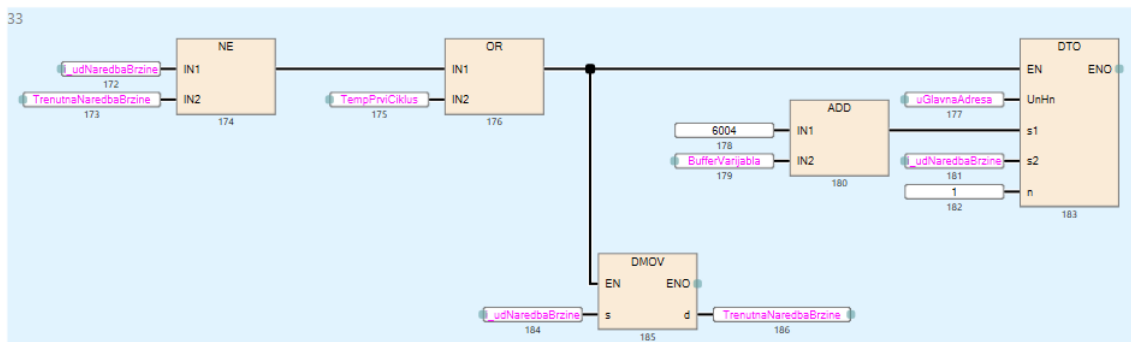 33
NE
OR
DTO
i_udNaredbaBrzine
IN1
IN1
EN
ENO
172
TrenutnaNaredbaBrzine
IN2
TempPrviCiklus
IN2
ADD
uGlavnaAdresa
UnHn
173
174
175
176
177
6004
IN1
s1
178
BufferVarijabla
IN2
i_udNaredbaBrzine
s2
179
180
181
1
n
182
183
DMOV
EN
ENO
i_udNaredbaBrzine
s
d
TrenutnaNaredbaBrzine
184
185
186